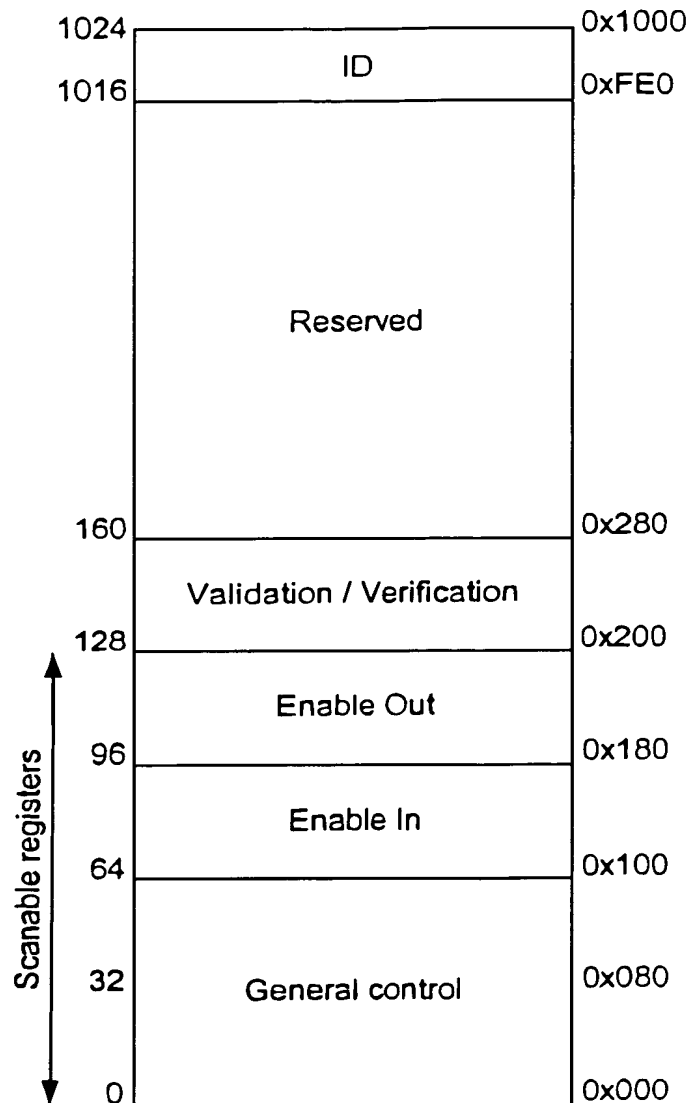 1024 0x1000
ID
1016 0xFE0
Reserved
160 0x280
Validation / Verification
128 0x200
Enable Out
96 0x180
Enable In
64 0x100
32 General control 0x080
0 0x000
Scanable registers